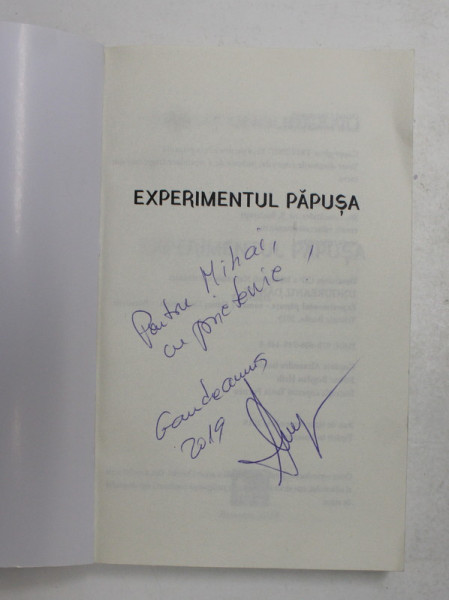 EXPERIMENTUL PĂPUȘA
Pentru Mihai,
cu prietenie
Gaudeamus
2019